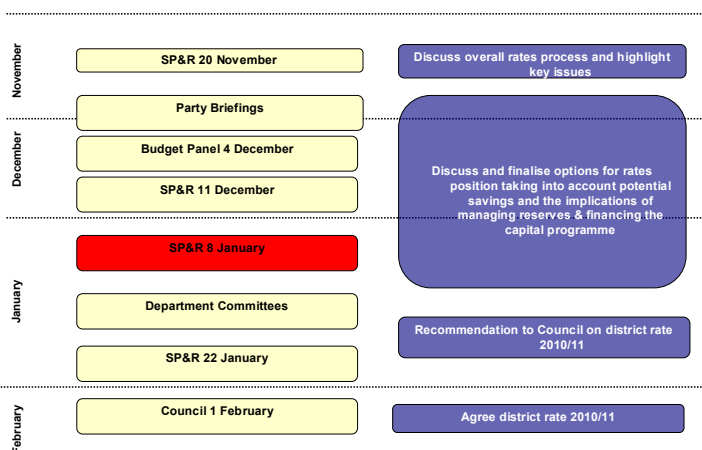 November
SP&R 20 November
Discuss overall rates process and highlight
key issues
Party Briefings
December
Budget Panel 4 December
SP&R 11 December
Discuss and finalise options for rates
position taking into account potential
savings and the implications of
managing reserves & financing the
capital programme
January
SP&R 8 January
Department Committees
SP&R 22 January
Recommendation to Council on district rate
2010/11
February
Council 1 February
Agree district rate 2010/11